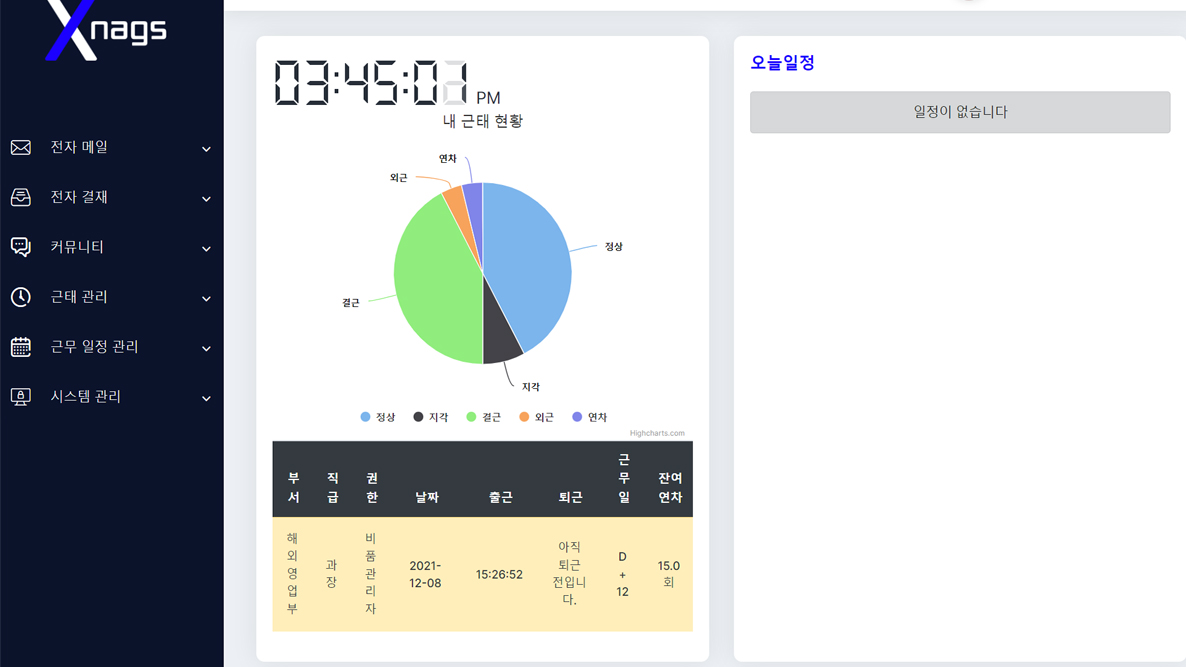 Xnags
전자 메일
전자 결재
커뮤니티
근태 관리
근무 일정 관리
시스템 관리
03:45:01 PM
내 근태 현황
연차
외근
정상
결근
지각
정상 지각 결근 외근 연차
Highcharts.com
부서 직급 권한 날짜 출근 퇴근 근무일 잔여 연차
해외영업부 과장 비품관리자 2021-12-08 15:26:52 아직 퇴근 전입니다. D + 12 15.0 회
오늘일정
일정이 없습니다